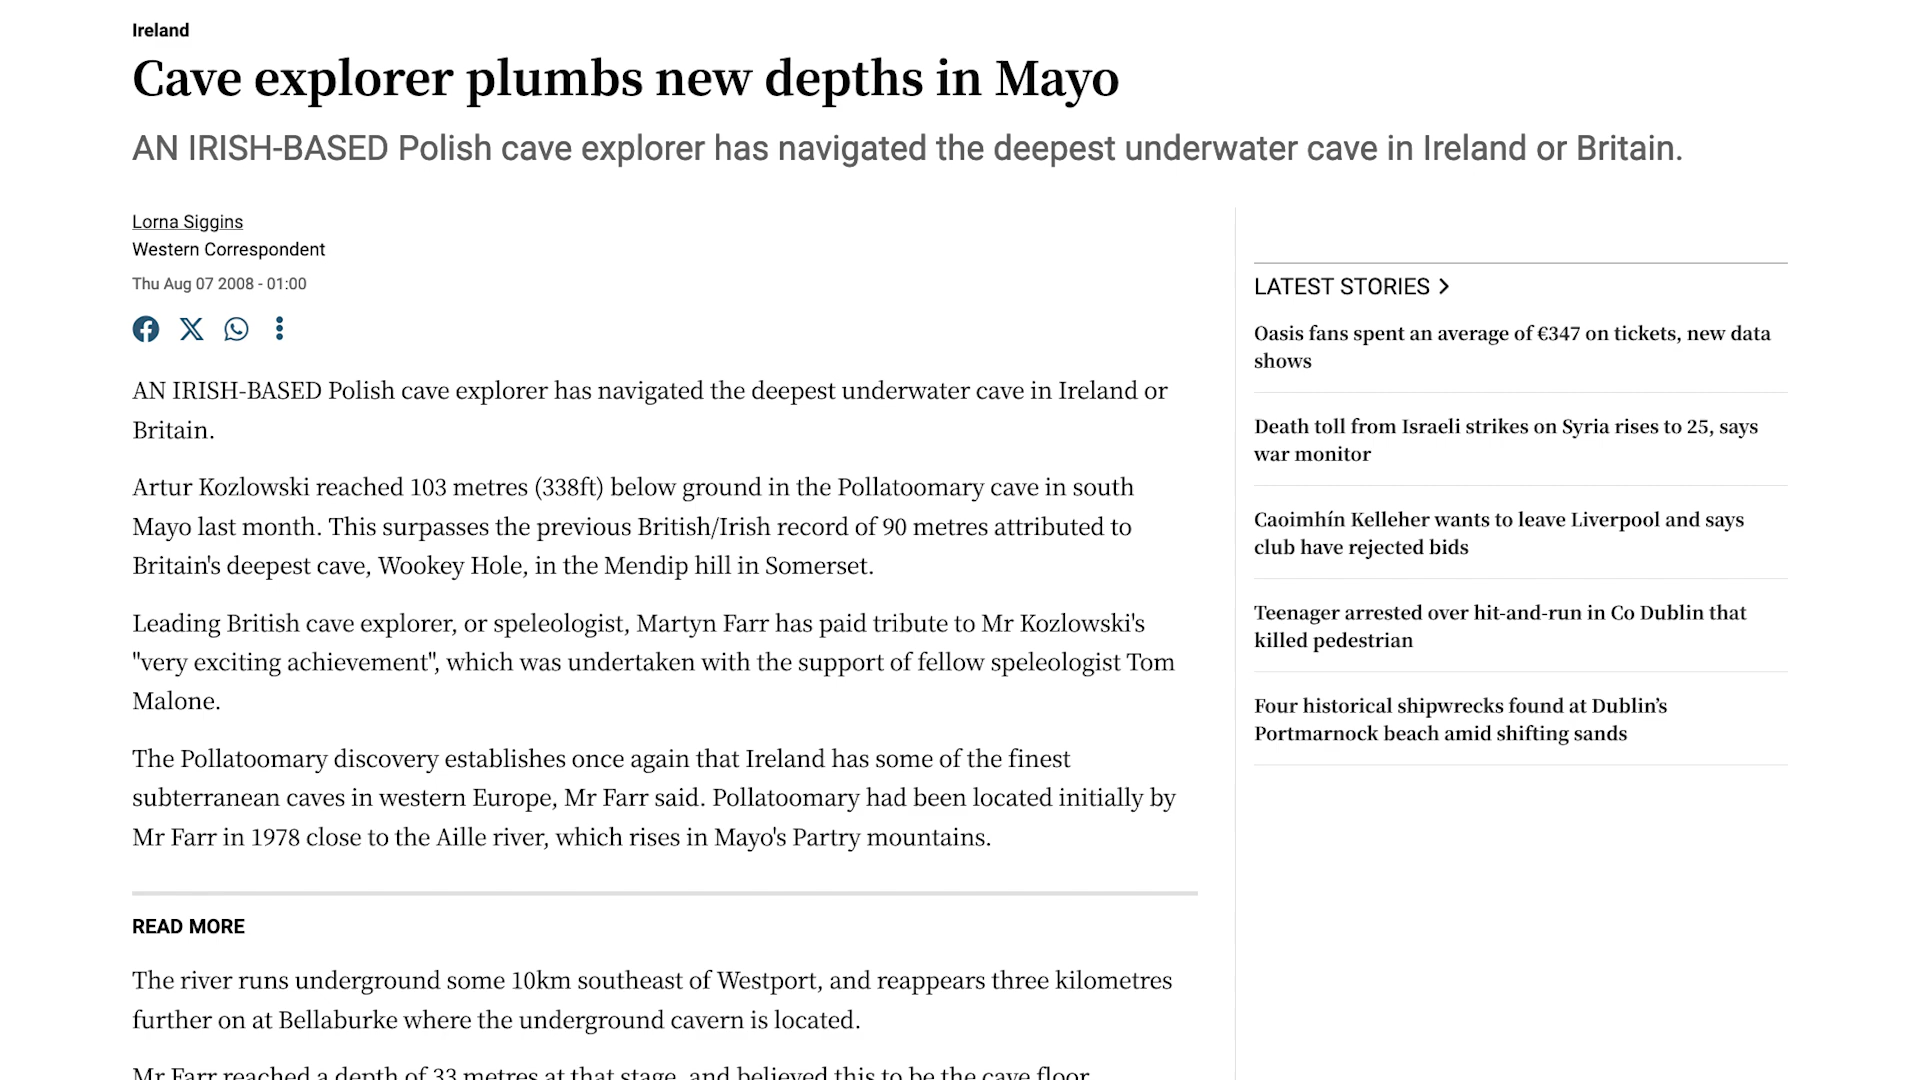 Ireland
Cave explorer plumbs new depths in Mayo
AN IRISH-BASED Polish cave explorer has navigated the deepest underwater cave in Ireland or Britain.
Lorna Siggins
Western Correspondent
Thu Aug 07 2008 - 01:00
AN IRISH-BASED Polish cave explorer has navigated the deepest underwater cave in Ireland or
Britain.
Artur Kozlowski reached 103 metres (338ft) below ground in the Pollatoomary cave in south
Mayo last month. This surpasses the previous British/Irish record of 90 metres attributed to
Britain's deepest cave, Wookey Hole, in the Mendip hill in Somerset.
Leading British cave explorer, or speleologist, Martyn Farr has paid tribute to Mr Kozlowski's
"very exciting achievement", which was undertaken with the support of fellow speleologist Tom
Malone.
The Pollatoomary discovery establishes once again that Ireland has some of the finest
subterranean caves in western Europe, Mr Farr said. Pollatoomary had been located initially by
Mr Farr in 1978 close to the Aille river, which rises in Mayo's Partry mountains.
READ MORE
The river runs underground some 10km southeast of Westport, and reappears three kilometres
further on at Bellaburke where the underground cavern is located.
Mr Farr reached a depth of 33 metres at that stage, and believed this to be the cave floor.
LATEST STORIES
Oasis fans spent an average of €347 on tickets, new data
shows
Death toll from Israeli strikes on Syria rises to 25, says
war monitor
Caoimhín Kelleher wants to leave Liverpool and says
club have rejected bids
Teenager arrested over hit-and-run in Co Dublin that
killed pedestrian
Four historical shipwrecks found at Dublin’s
Portmarnock beach amid shifting sands